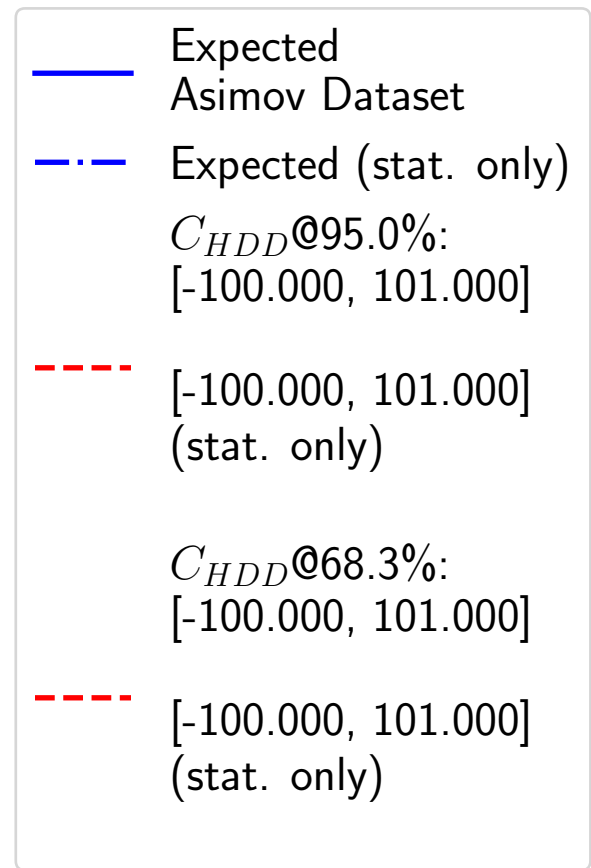 Expected
Asimov Dataset
Expected (stat. only)
C_{HDD}@95.0%:
[-100.000, 101.000]
[-100.000, 101.000]
(stat. only)
C_{HDD}@68.3%:
[-100.000, 101.000]
[-100.000, 101.000]
(stat. only)